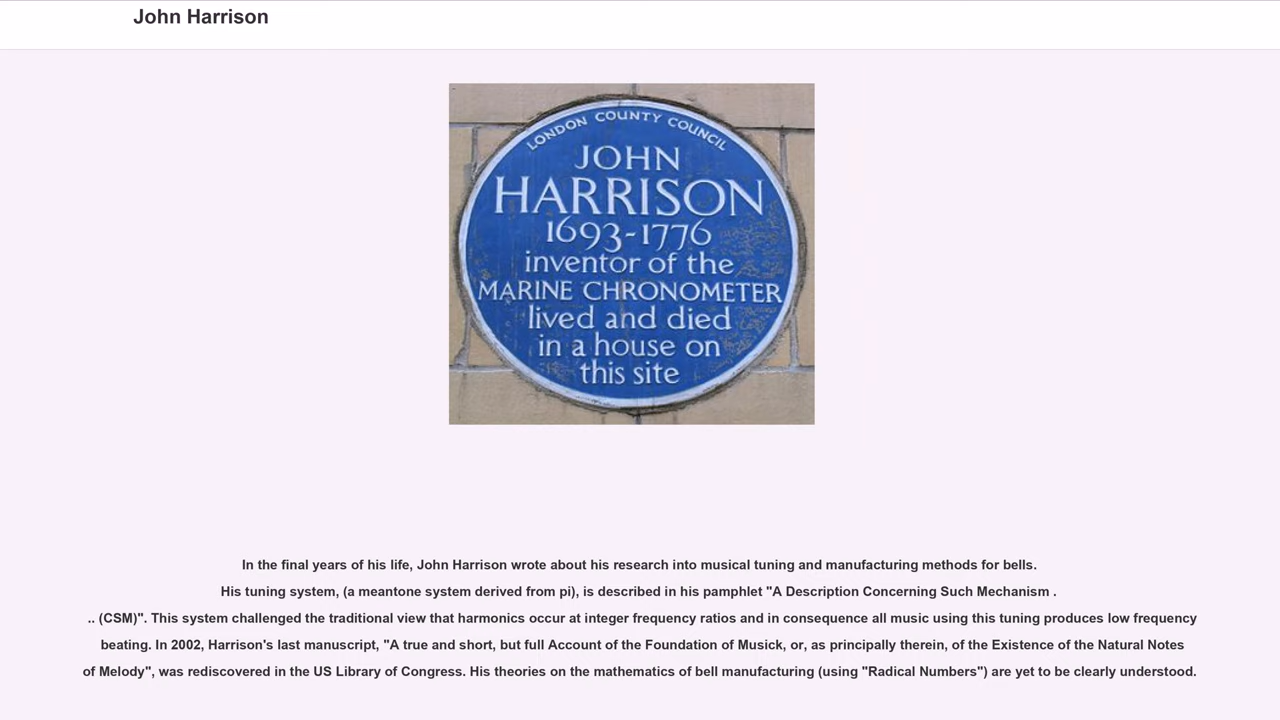 John Harrison
LONDON COUNTY COUNCIL
JOHN
HARRISON
1693-1776
inventor of the
MARINE CHRONOMETER
lived and died
in a house on
this site
In the final years of his life, John Harrison wrote about his research into musical tuning and manufacturing methods for bells.
His tuning system, (a meantone system derived from pi), is described in his pamphlet "A Description Concerning Such Mechanism .
.. (CSM)". This system challenged the traditional view that harmonics occur at integer frequency ratios and in consequence all music using this tuning produces low frequency
beating. In 2002, Harrison's last manuscript, "A true and short, but full Account of the Foundation of Musick, or, as principally therein, of the Existence of the Natural Notes
of Melody", was rediscovered in the US Library of Congress. His theories on the mathematics of bell manufacturing (using "Radical Numbers") are yet to be clearly understood.